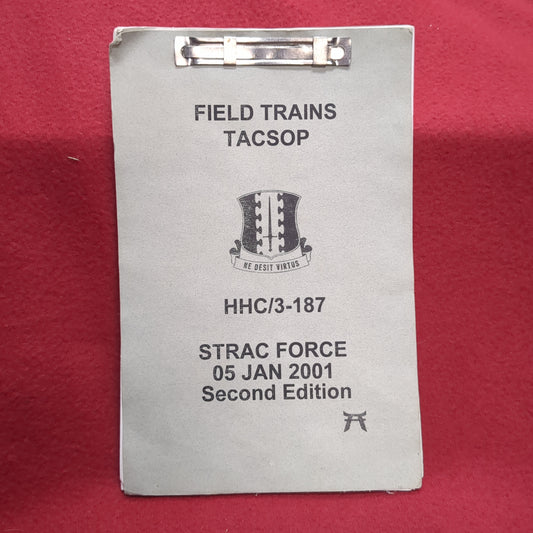 FIELD TRAINS
TACSOP
NE DESIT VIRTUS
HHC/3-187
STRAC FORCE
05 JAN 2001
Second Edition